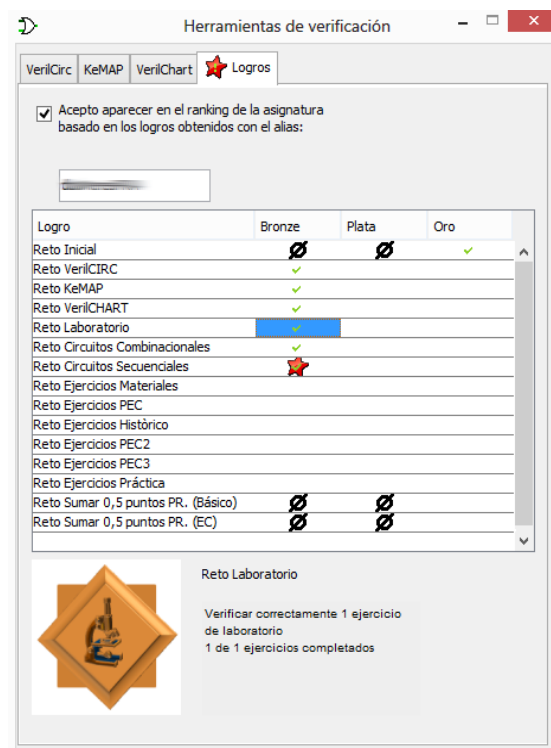 Herramientas de verificación
VerilCirc KeMAP VerilChart Logros
Acepto aparecer en el ranking de la asignatura
basado en los logros obtenidos con el alias:
Logro Bronze Plata Oro
Reto Inicial
Reto VerilCIRC
Reto KeMAP
Reto VerilCHART
Reto Laboratorio
Reto Circuitos Combinacionales
Reto Circuitos Secuenciales
Reto Ejercicios Materiales
Reto Ejercicios PEC
Reto Ejercicios Històrico
Reto Ejercicios PEC2
Reto Ejercicios PEC3
Reto Ejercicios Práctica
Reto Sumar 0,5 puntos PR. (Básico)
Reto Sumar 0,5 puntos PR. (EC)
Reto Laboratorio
Verificar correctamente 1 ejercicio
de laboratorio
1 de 1 ejercicios completados